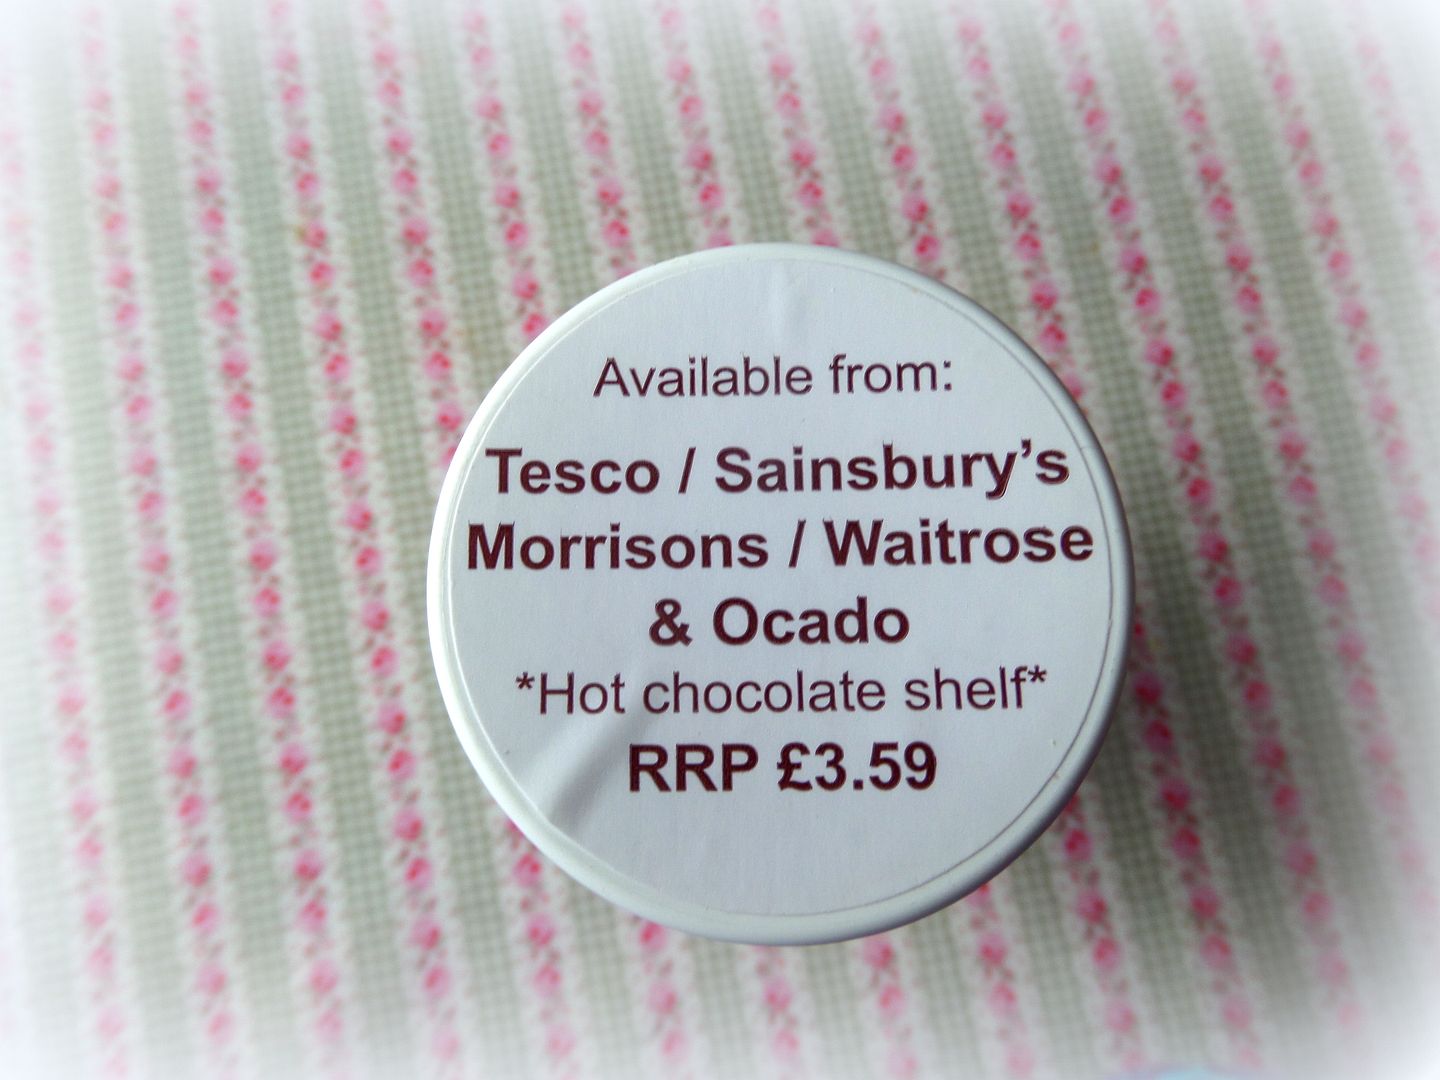 Available from:
Tesco / Sainsbury’s
Morrisons / Waitrose
& Ocado
*Hot chocolate shelf*
RRP £3.59